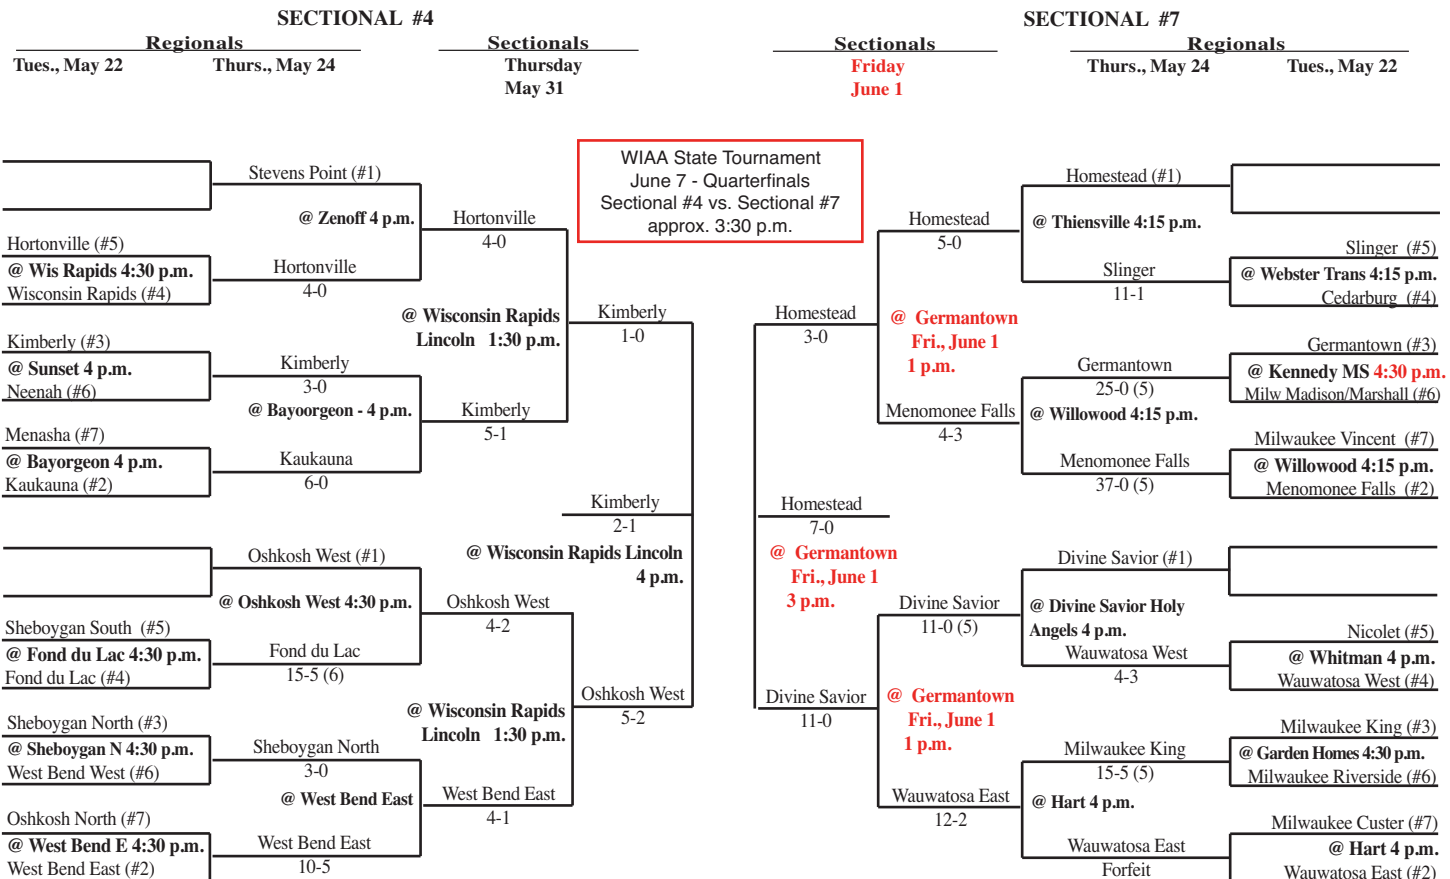 SECTIONAL #4
Regionals
Sectionals
Tues., May 22
Thurs., May 24
Thursday
May 31
Stevens Point (#1)
@ Zenoff 4 p.m.
Hortonville
4-0
Hortonville (#5)
@ Wis Rapids 4:30 p.m.
Wisconsin Rapids (#4)
Hortonville
4-0
@ Wisconsin Rapids
Lincoln 1:30 p.m.
Kimberly
1-0
Kimberly (#3)
@ Sunset 4 p.m.
Neenah (#6)
Kimberly
3-0
@ Bayoorgeon - 4 p.m.
Kimberly
5-1
Menasha (#7)
@ Bayorgeon 4 p.m.
Kaukauna (#2)
Kaukauna
6-0
Kimberly
2-1
@ Wisconsin Rapids Lincoln
4 p.m.
Oshkosh West (#1)
@ Oshkosh West 4:30 p.m.
Oshkosh West
4-2
Sheboygan South (#5)
@ Fond du Lac 4:30 p.m.
Fond du Lac (#4)
Fond du Lac
15-5 (6)
Oshkosh West
5-2
@ Wisconsin Rapids
Lincoln 1:30 p.m.
Sheboygan North (#3)
@ Sheboygan N 4:30 p.m.
West Bend West (#6)
Sheboygan North
3-0
@ West Bend East
West Bend East
4-1
Oshkosh North (#7)
@ West Bend E 4:30 p.m.
West Bend East (#2)
West Bend East
10-5
WIAA State Tournament
June 7 - Quarterfinals
Sectional #4 vs. Sectional #7
approx. 3:30 p.m.
SECTIONAL #7
Sectionals
Regionals
Friday
June 1
Thurs., May 24
Tues., May 22
Homestead (#1)
Homestead
5-0
@ Thiensville 4:15 p.m.
Slinger (#5)
@ Webster Trans 4:15 p.m.
Cedarburg (#4)
Slinger
11-1
Homestead
3-0
@ Germantown
Fri., June 1
1 p.m.
Germantown (#3)
@ Kennedy MS 4:30 p.m.
Milw Madison/Marshall (#6)
Germantown
25-0 (5)
Menomonee Falls
4-3
@ Willowood 4:15 p.m.
Milwaukee Vincent (#7)
@ Willowood 4:15 p.m.
Menomonee Falls (#2)
Menomonee Falls
37-0 (5)
Homestead
7-0
@ Germantown
Fri., June 1
3 p.m.
Divine Savior (#1)
Divine Savior
11-0 (5)
@ Divine Savior Holy
Angels 4 p.m.
Nicolet (#5)
@ Whitman 4 p.m.
Wauwatosa West (#4)
Wauwatosa West
4-3
Divine Savior
11-0
@ Germantown
Fri., June 1
1 p.m.
Milwaukee King (#3)
@ Garden Homes 4:30 p.m.
Milwaukee Riverside (#6)
Milwaukee King
15-5 (5)
Wauwatosa East
12-2
@ Hart 4 p.m.
Milwaukee Custer (#7)
@ Hart 4 p.m.
Wauwatosa East (#2)
Wauwatosa East
Forfeit